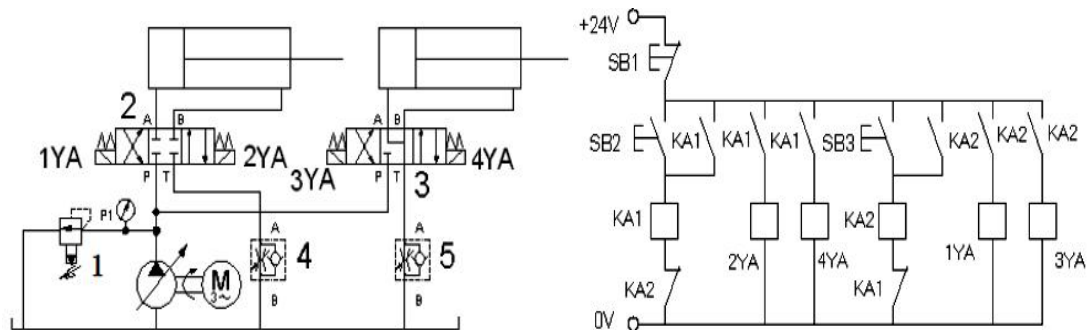 2
A B
1YA
2YA
P T
A B
3YA
4YA
P T
3
P1
1
M
3~
A
4
B
A
5
B
+24V
SB1
SB2
KA1
KA1
KA1
SB3
KA2
KA2
KA2
KA1
2YA
4YA
KA2
1YA
3YA
KA2
KA1
0V